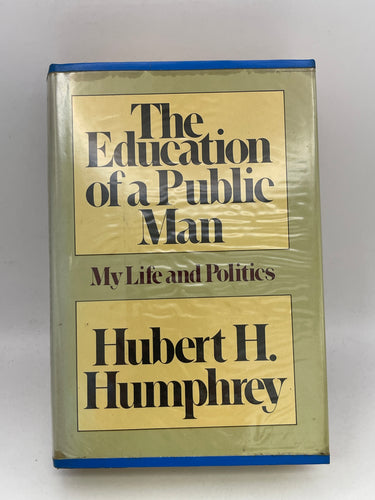 The
Education
of a Public
Man
My Life and Politics
Hubert H.
Humphrey